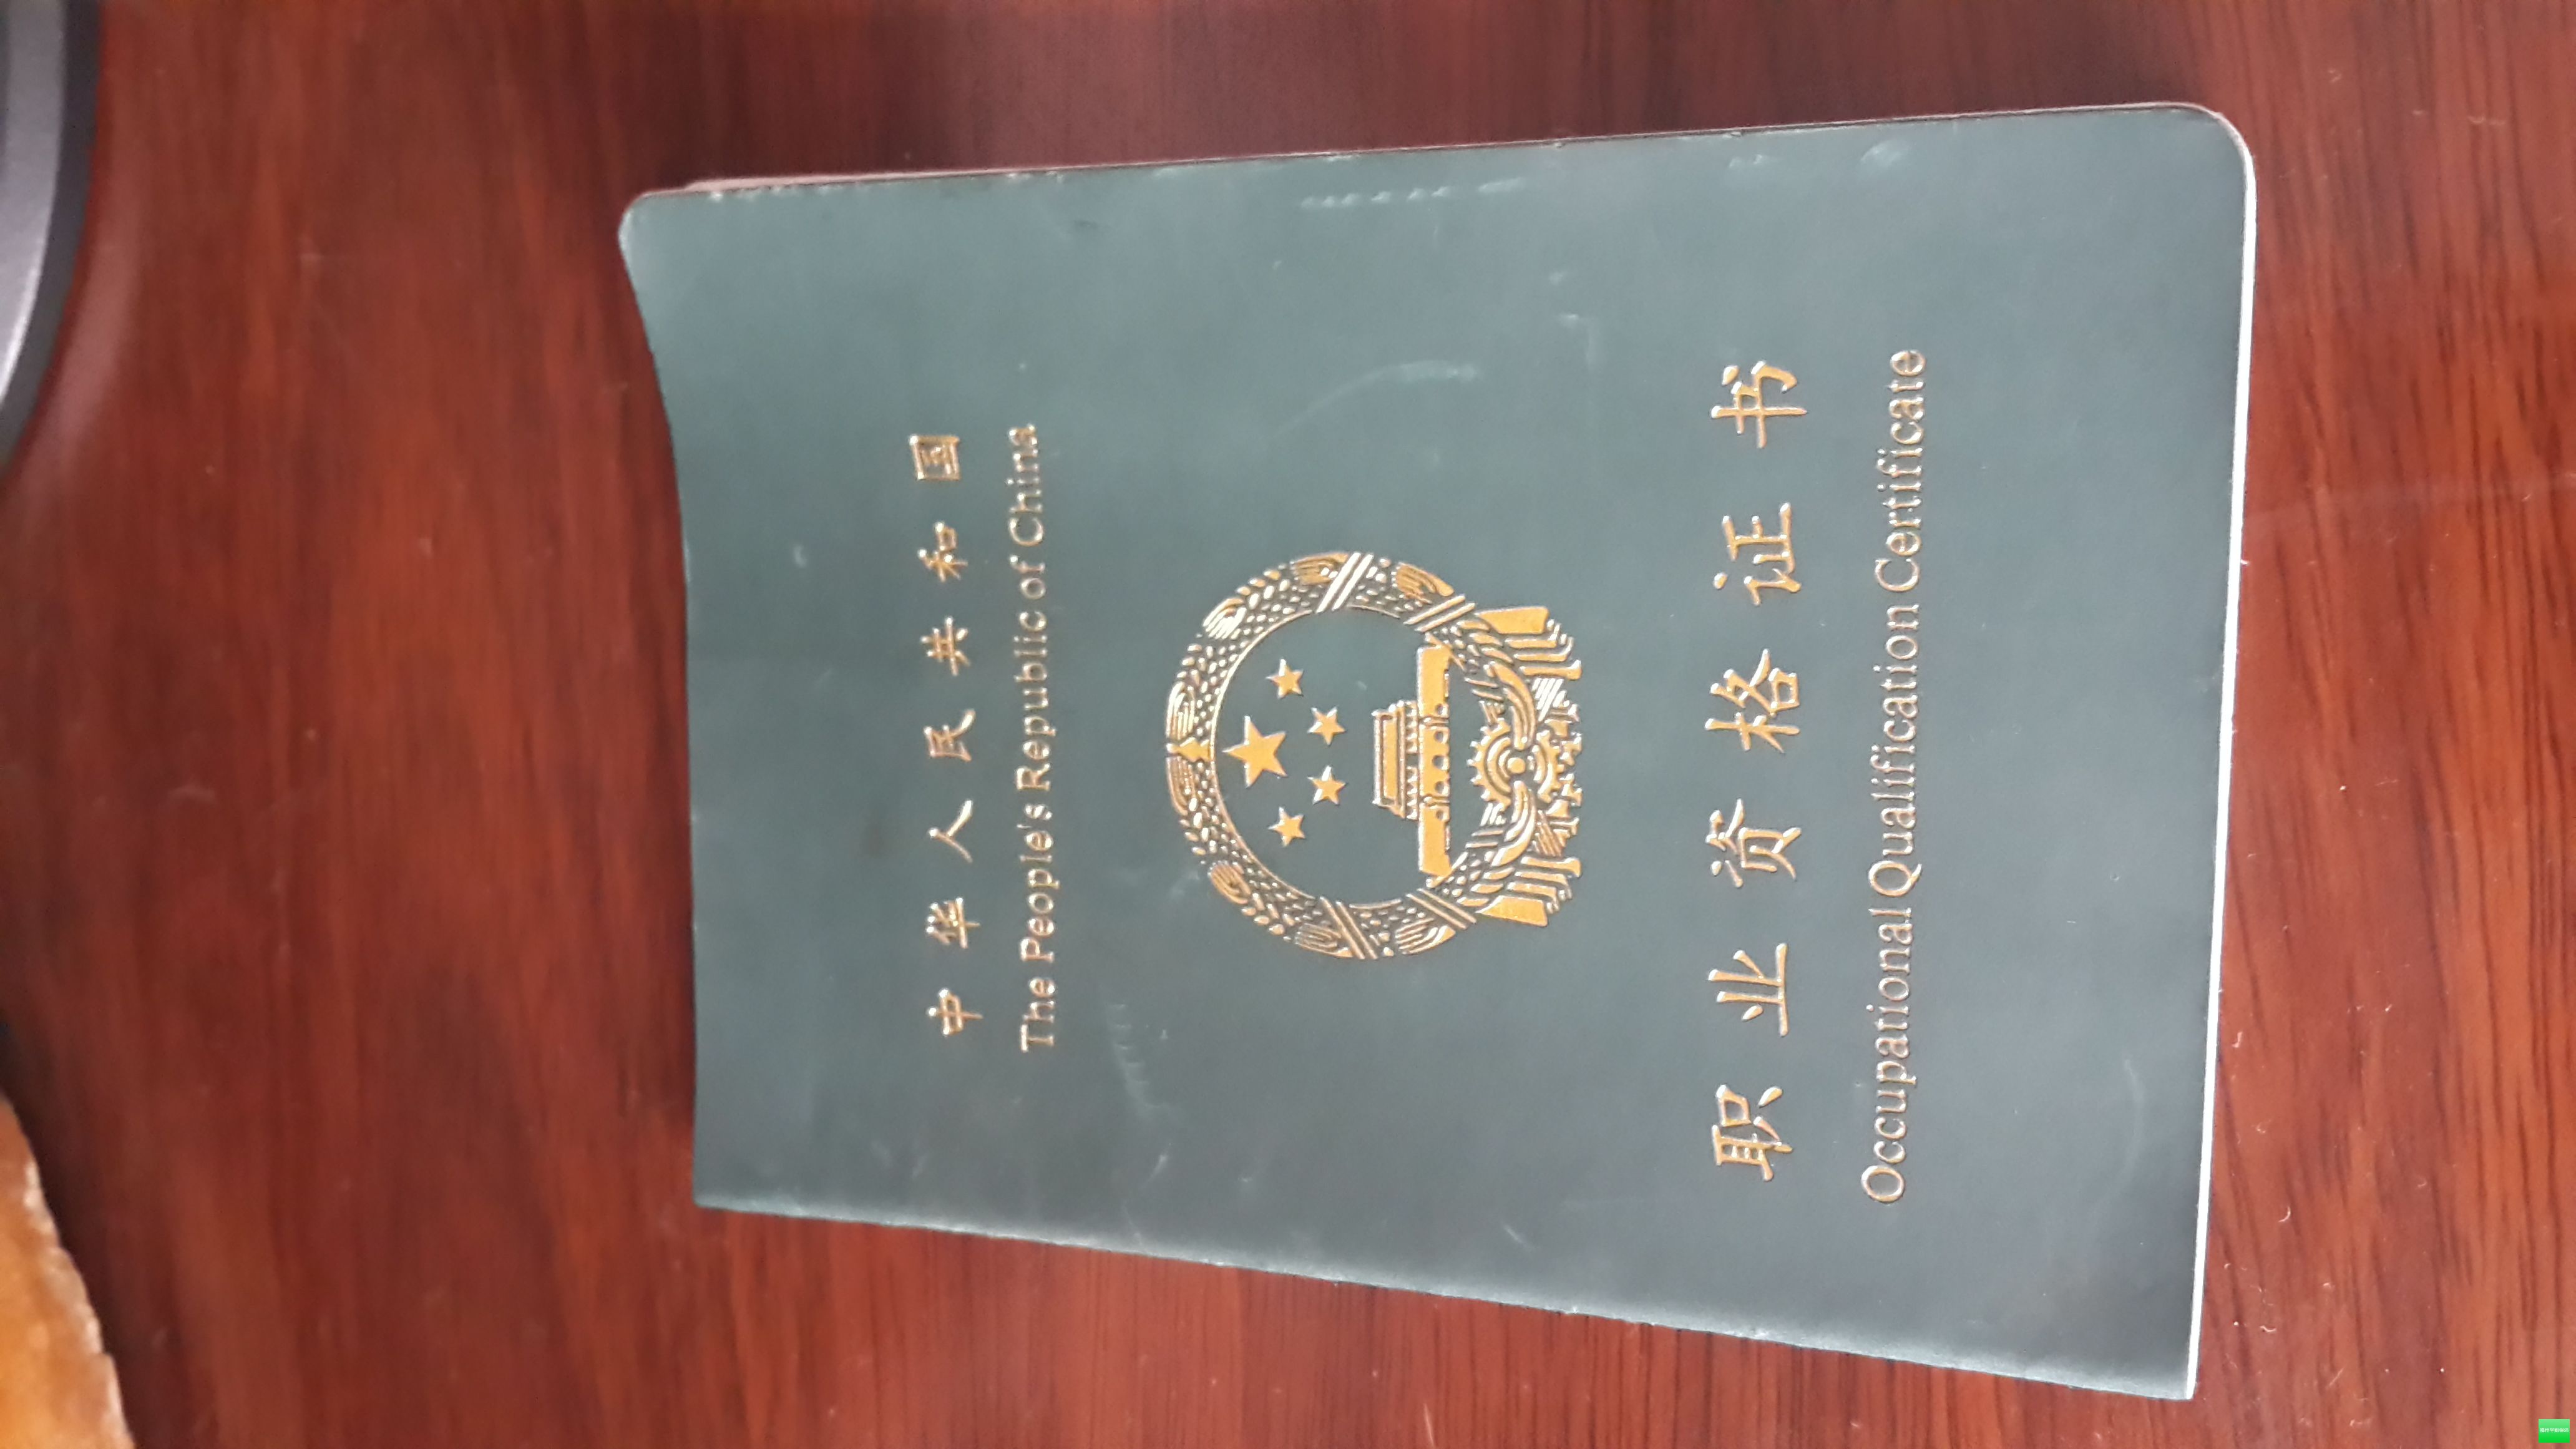 中华人民共和国
The People's Republic of China
职业资格证书
Occupational Qualification Certificate